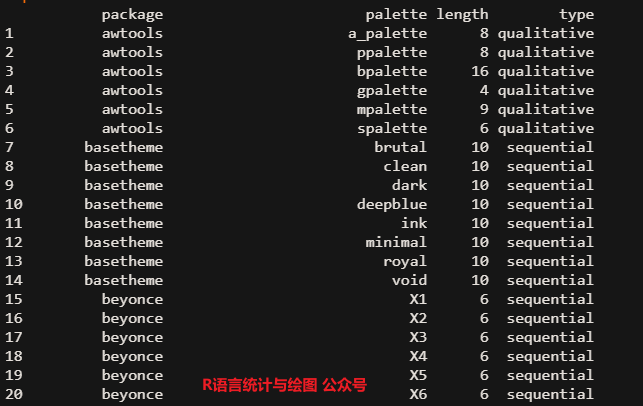 package palette length type
1 awtools a_palette 8 qualitative
2 awtools ppalette 8 qualitative
3 awtools bpalette 16 qualitative
4 awtools gpalette 4 qualitative
5 awtools mpalette 9 qualitative
6 awtools spalette 6 qualitative
7 basetheme brutal 10 sequential
8 basetheme clean 10 sequential
9 basetheme dark 10 sequential
10 basetheme deepblue 10 sequential
11 basetheme ink 10 sequential
12 basetheme minimal 10 sequential
13 basetheme royal 10 sequential
14 basetheme void 10 sequential
15 beyonce X1 6 sequential
16 beyonce X2 6 sequential
17 beyonce X3 6 sequential
18 beyonce X4 6 sequential
19 beyonce X5 6 sequential
R语言统计与绘图 公众号
20 beyonce X6 6 sequential